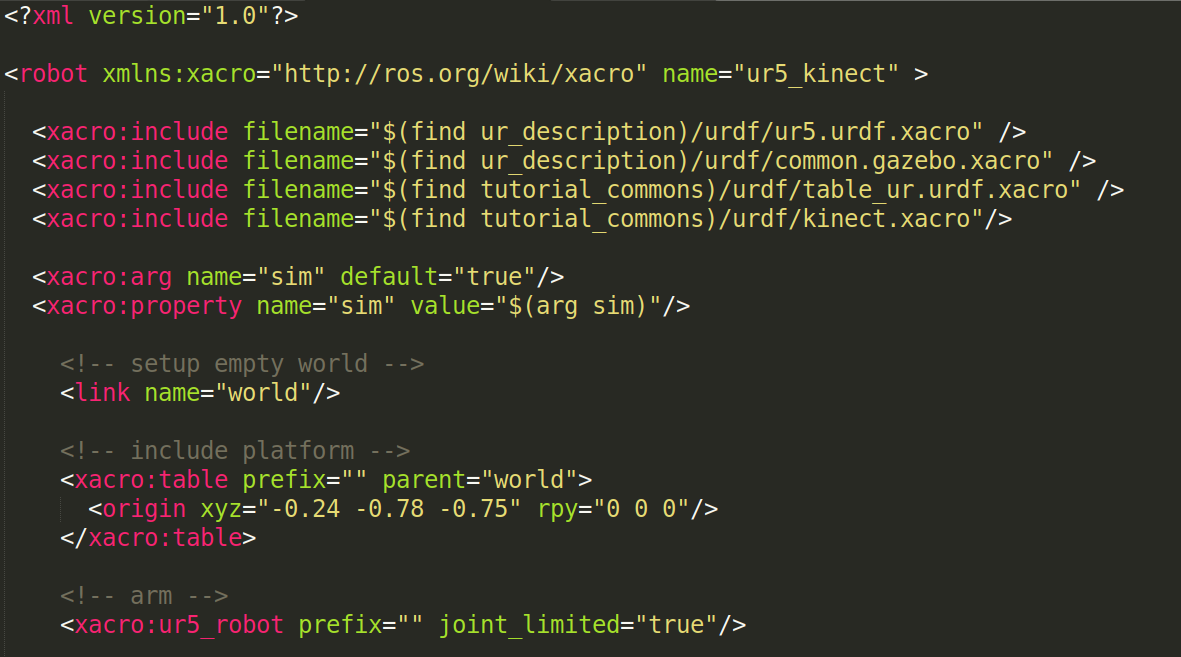 <?xml version="1.0"?>
<robot xmlns:xacro="http://ros.org/wiki/xacro" name="ur5_kinect" >
<xacro:include filename="$(find ur_description)/urdf/ur5.urdf.xacro" />
<xacro:include filename="$(find ur_description)/urdf/common.gazebo.xacro" />
<xacro:include filename="$(find tutorial_commons)/urdf/table_ur.urdf.xacro" />
<xacro:include filename="$(find tutorial_commons)/urdf/kinect.xacro"/>
<xacro:arg name="sim" default="true"/>
<xacro:property name="sim" value="$(arg sim)"/>
<!-- setup empty world -->
<link name="world"/>
<!-- include platform -->
<xacro:table prefix="" parent="world">
<origin xyz="-0.24 -0.78 -0.75" rpy="0 0 0"/>
</xacro:table>
<!-- arm -->
<xacro:ur5_robot prefix="" joint_limited="true"/>